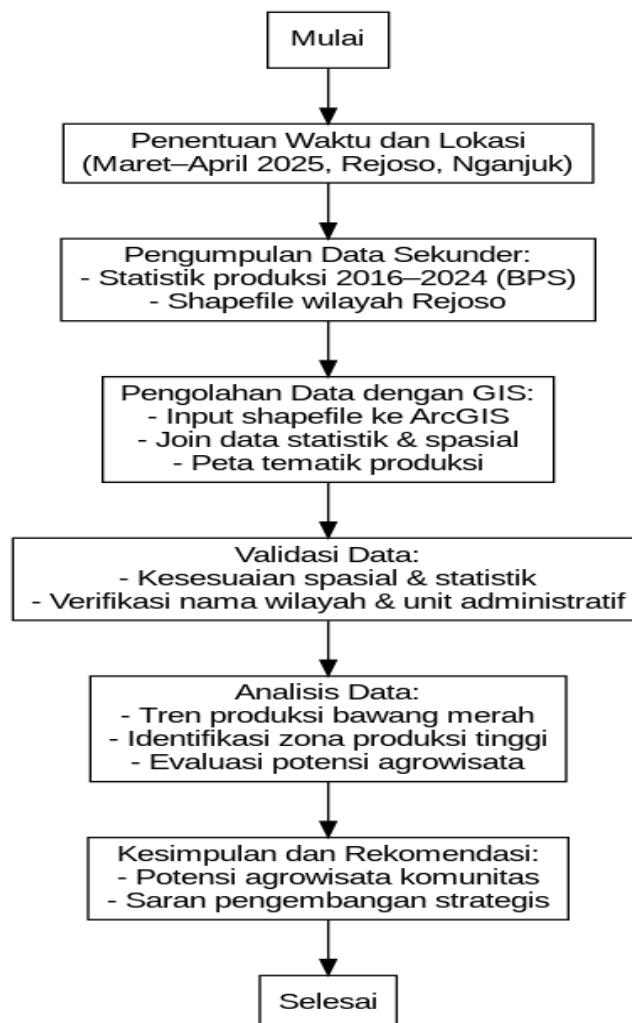 Mulai
Penentuan Waktu dan Lokasi
(Maret–April 2025, Rejoso, Nganjuk)
Pengumpulan Data Sekunder:
- Statistik produksi 2016–2024 (BPS)
- Shapefile wilayah Rejoso
Pengolahan Data dengan GIS:
- Input shapefile ke ArcGIS
- Join data statistik & spasial
- Peta tematik produksi
Validasi Data:
- Kesesuaian spasial & statistik
- Verifikasi nama wilayah & unit administratif
Analisis Data:
- Tren produksi bawang merah
- Identifikasi zona produksi tinggi
- Evaluasi potensi agrowisata
Kesimpulan dan Rekomendasi:
- Potensi agrowisata komunitas
- Saran pengembangan strategis
Selesai